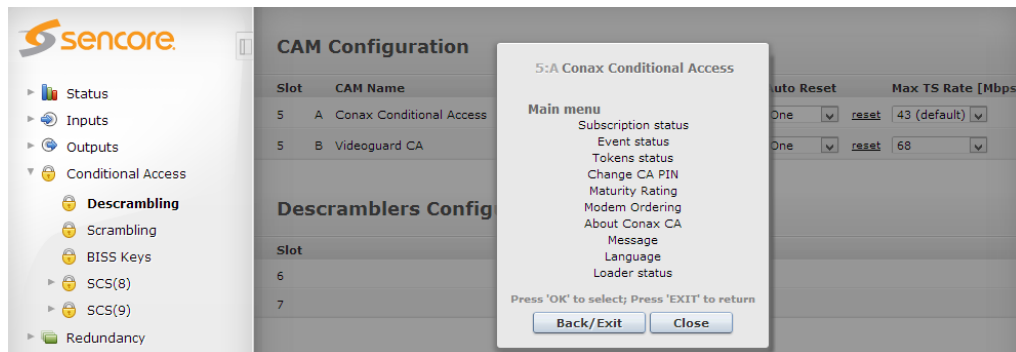 sencore
Status
Inputs
Outputs
Conditional Access
Descrambling
Scrambling
BISS Keys
SCS(8)
SCS(9)
Redundancy
CAM Configuration
Slot CAM Name uto Reset Max TS Rate [Mbps
5 A Conax Conditional Access One reset 43 (default)
5 B Videoguard CA One reset 68
Descramblers Config
Slot
6
7
5:A Conax Conditional Access
Main menu
Subscription status
Event status
Tokens status
Change CA PIN
Maturity Rating
Modem Ordering
About Conax CA
Message
Language
Loader status
Press 'OK' to select; Press 'EXIT' to return
Back/Exit Close